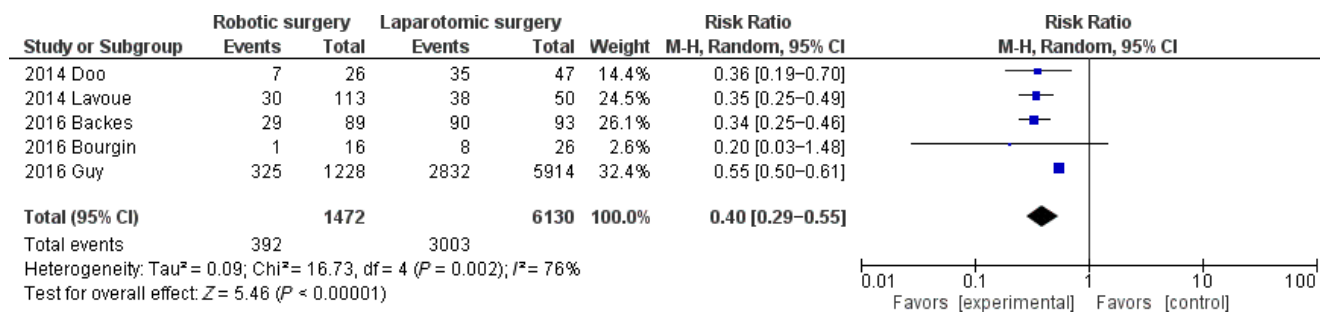 Robotic surgery Laparotomic surgery Risk Ratio Risk Ratio
Study or Subgroup Events Total Events Total Weight M-H, Random, 95% CI M-H, Random, 95% CI
2014 Doo 7 26 35 47 14.4% 0.36 [0.19–0.70]
2014 Lavoue 30 113 38 50 24.5% 0.35 [0.25–0.49]
2016 Backes 29 89 90 93 26.1% 0.34 [0.25–0.46]
2016 Bourgin 1 16 8 26 2.6% 0.20 [0.03–1.48]
2016 Guy 325 1228 2832 5914 32.4% 0.55 [0.50–0.61]
Total (95% CI) 1472 6130 100.0% 0.40 [0.29–0.55]
Total events 392 3003
Heterogeneity: Tau² = 0.09; Chi² = 16.73, df = 4 (P = 0.002); I² = 76%
Test for overall effect: Z = 5.46 (P < 0.00001)
0.01 0.1 1 10 100
Favors [experimental] Favors [control]